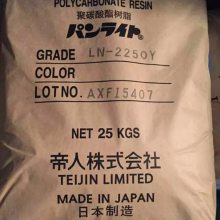 POLYCARBONATE RESIN
聚碳酸酯树脂
パンライト
GRADE LN-2250Y
COLOR
LOT NO. AXF15407
NET 25 KGS
帝人株式会社
TEIJIN LIMITED
MADE IN JAPAN
日本制造